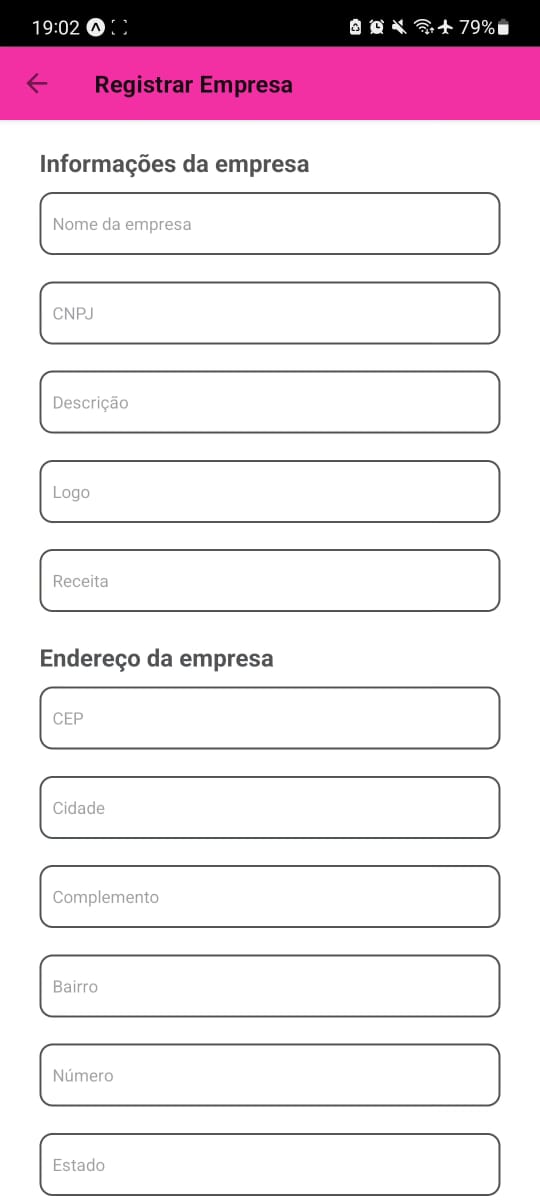 19:02 79%
Registrar Empresa
Informações da empresa
Nome da empresa
CNPJ
Descrição
Logo
Receita
Endereço da empresa
CEP
Cidade
Complemento
Bairro
Número
Estado